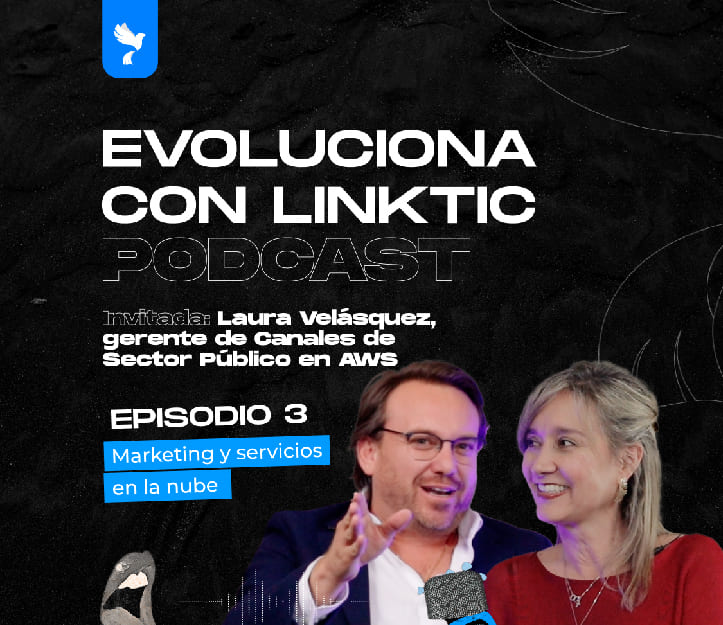 EVOLUCIONA
CON LINKTIC
PODCAST
Invitada: Laura Velásquez,
gerente de Canales de
Sector Público en AWS
EPISODIO 3
Marketing y servicios
en la nube